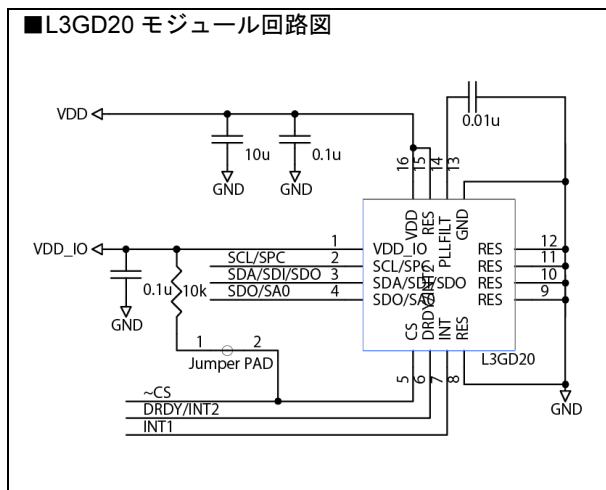 ■L3GD20 モジュール回路図
VDD
10u
0.1u
GND
GND
0.01u
16
15
14
13
VDD
RES
PLLFILT
GND
VDD_IO
0.1u
10k
GND
1
2
3
4
SCL/SPC
SDA/SDI/SDO
SDO/SA0
VDD_IO
SCL/SPC
SDA/SDI/SDO
SDO/SA0
RES
RES
RES
RES
12
11
10
9
CS
DRDY/INT2
INT
RES
L3GD20
5
6
7
8
1
2
Jumper PAD
~CS
DRDY/INT2
INT1
GND